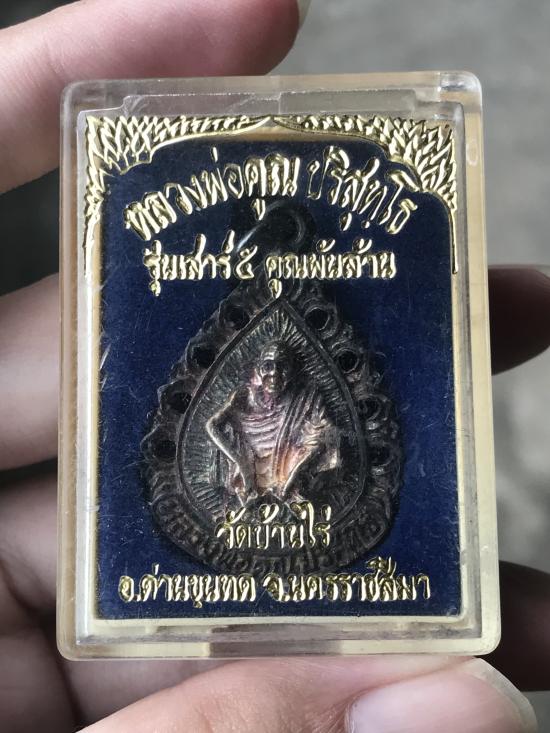 หลวงพ่อคูณ ปริสุทฺโธ
รุ่นเสาร์ ๕ คูณพันล้าน
วัดบ้านไร่
อ.ด่านขุนทด จ.นครราชสีมา